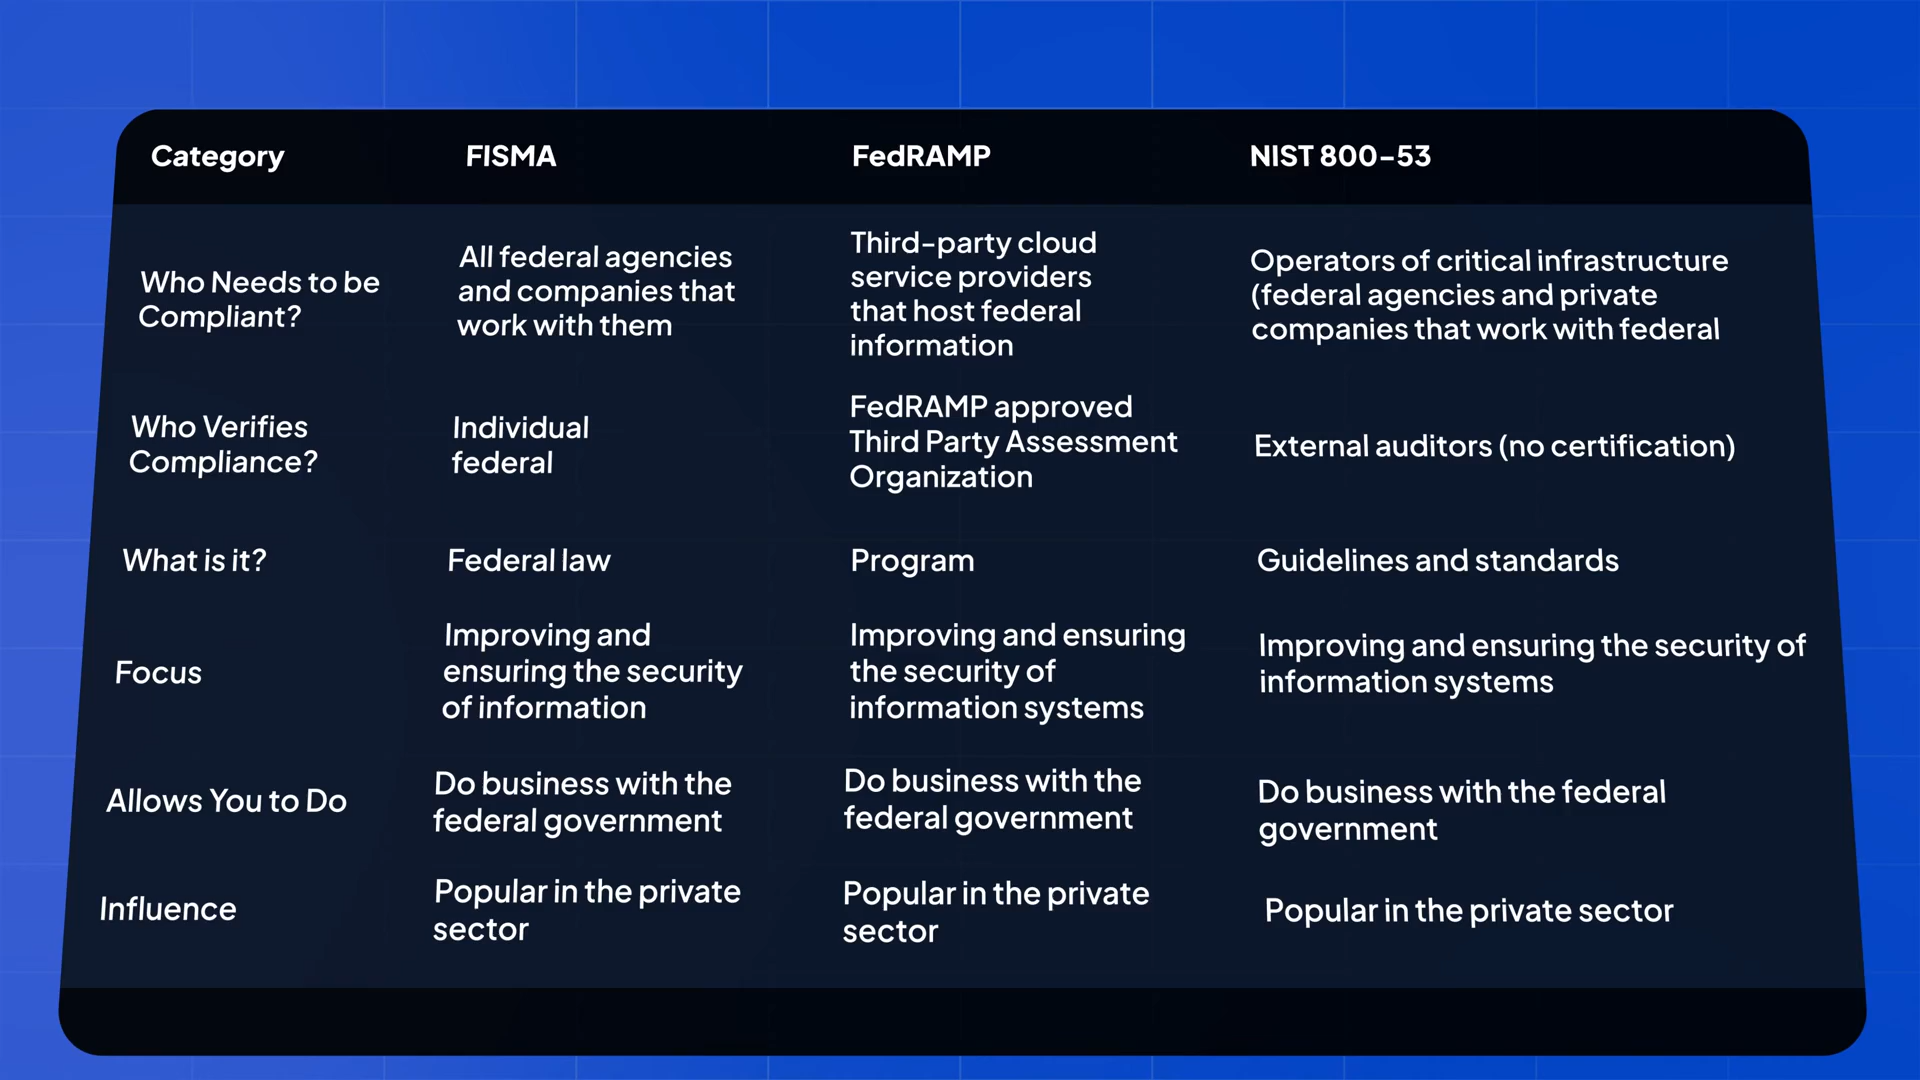 Category
FISMA
FedRAMP
NIST 800-53
Who Needs to be
Compliant?
All federal agencies
and companies that
work with them
Third-party cloud
service providers
that host federal
information
Operators of critical infrastructure
(federal agencies and private
companies that work with federal
Who Verifies
Compliance?
Individual
federal
FedRAMP approved
Third Party Assessment
Organization
External auditors (no certification)
What is it?
Federal law
Program
Guidelines and standards
Focus
Improving and
ensuring the security
of information
Improving and ensuring
the security of
information systems
Improving and ensuring the security of
information systems
Allows You to Do
Do business with the
federal government
Do business with the
federal government
Do business with the federal
government
Influence
Popular in the private
sector
Popular in the private
sector
Popular in the private sector